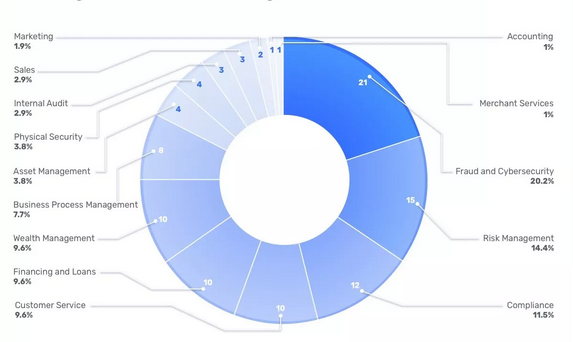 Marketing
1.9%
Sales
2.9%
Internal Audit
2.9%
Physical Security
3.8%
Asset Management
3.8%
Business Process Management
7.7%
Wealth Management
9.6%
Financing and Loans
9.6%
Customer Service
9.6%
4
4
3
3
2
1 1
8
10
10
10
21
15
12
Accounting
1%
Merchant Services
1%
Fraud and Cybersecurity
20.2%
Risk Management
14.4%
Compliance
11.5%